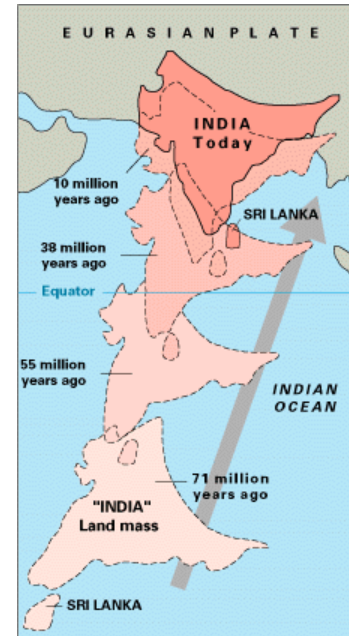 EURASIAN PLATE
INDIA
Today
10 million
years ago
SRI LANKA
38 million
years ago
Equator
55 million
years ago
INDIAN
OCEAN
71 million
years ago
"INDIA"
Land mass
SRI LANKA